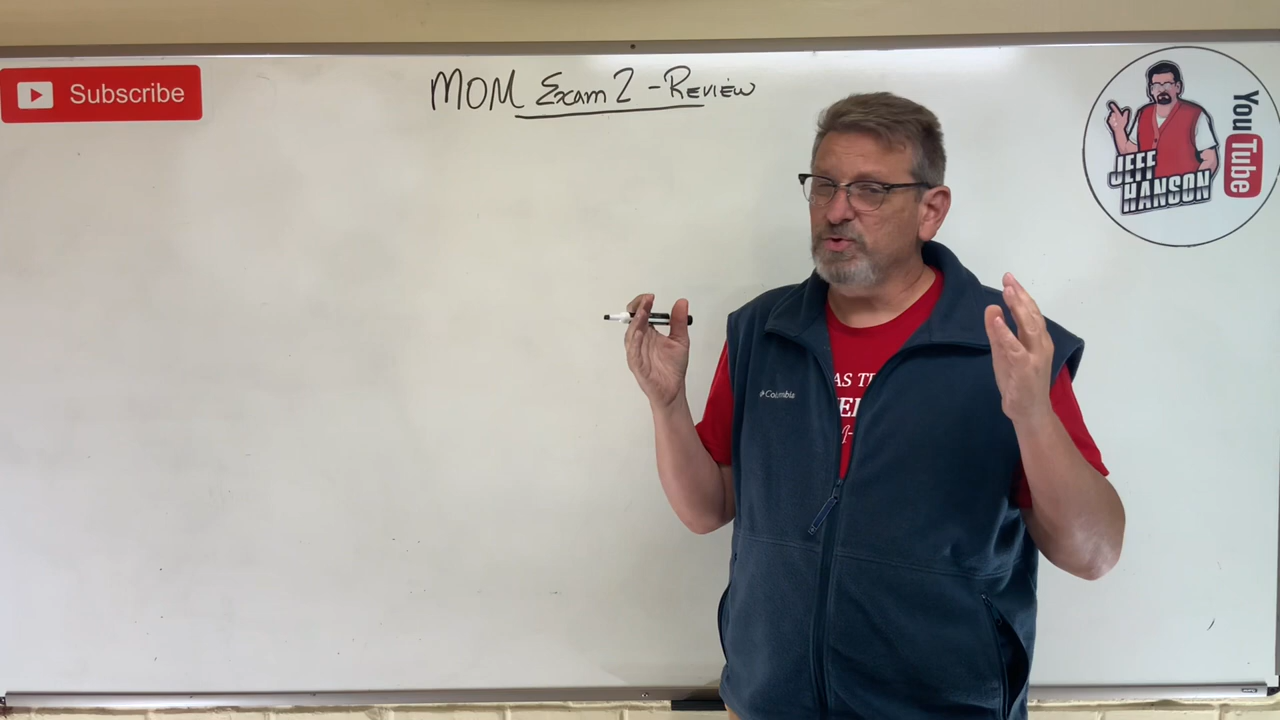 Subscribe
MOM Exam 2 - REVIEW
YouTube
JEFF
HANSON
Columbia